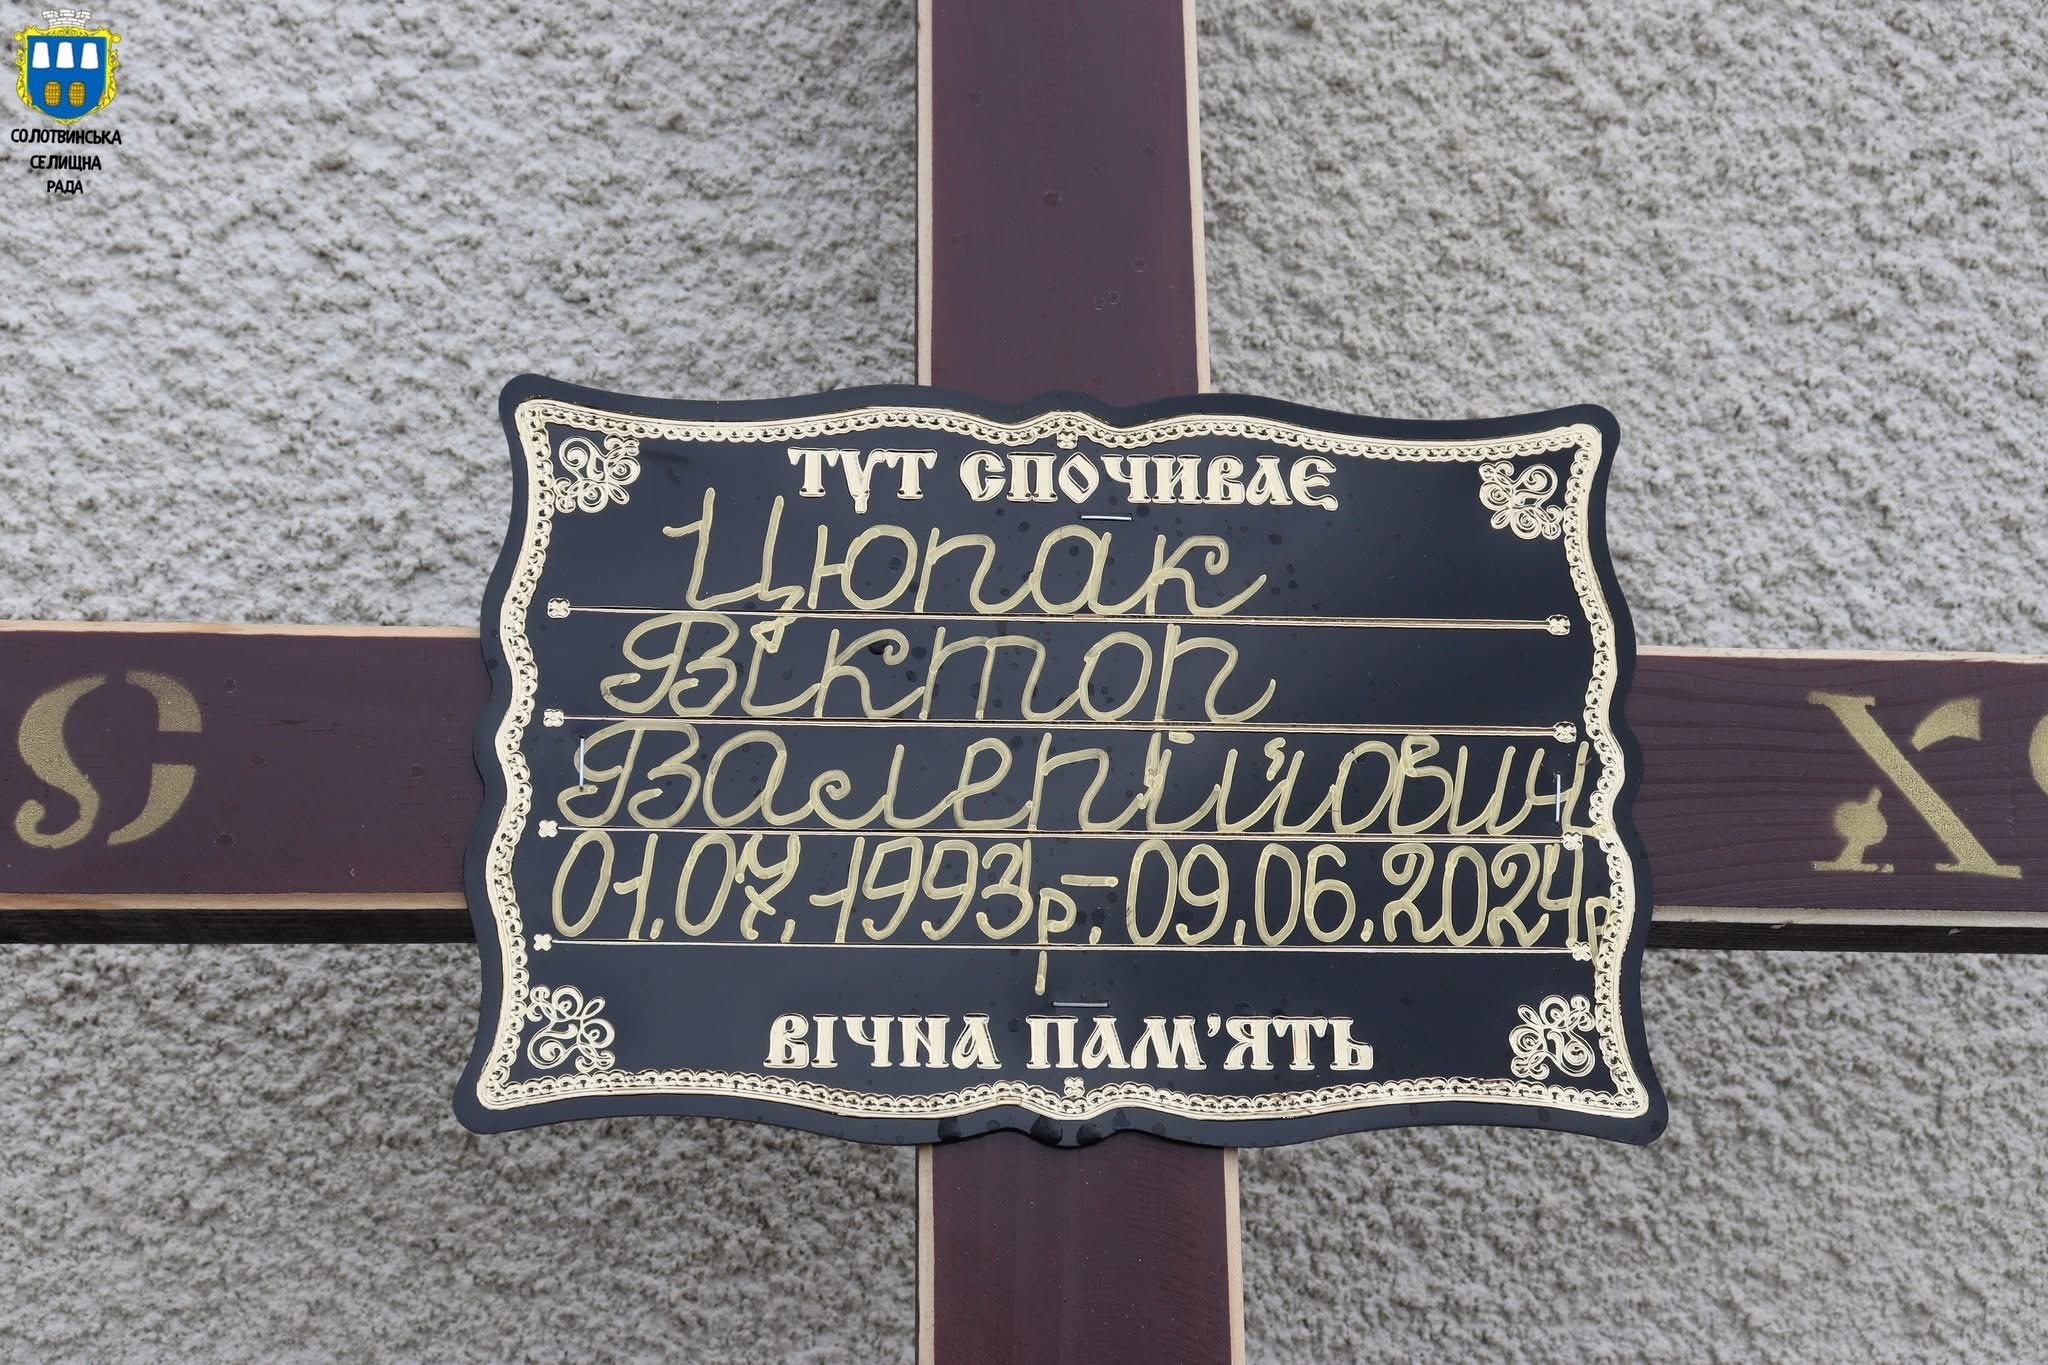 СОЛОТВИНСЬКА
СЕЛИЩНА
РАДА
ТУТ СПОЧИВАЄ
Цюпак
Віктор
Валерійович
01.07.1993р.–09.06.2024р
ВІЧНА ПАМ'ЯТЬ